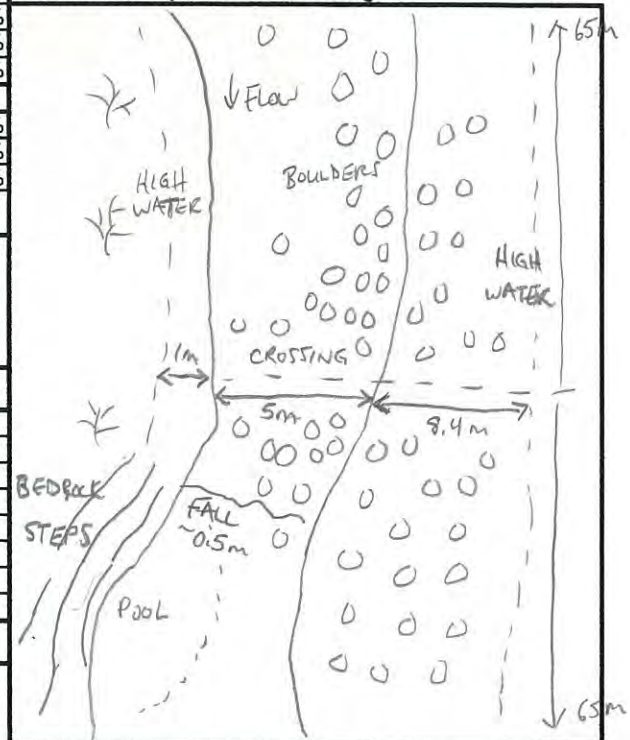 65m
↓ FLOW
BOULDERS
HIGH
WATER
HIGH
WATER
1m
CROSSING
5m
8.4m
BEDROCK
STEPS
FALL
~0.5m
POOL
65m